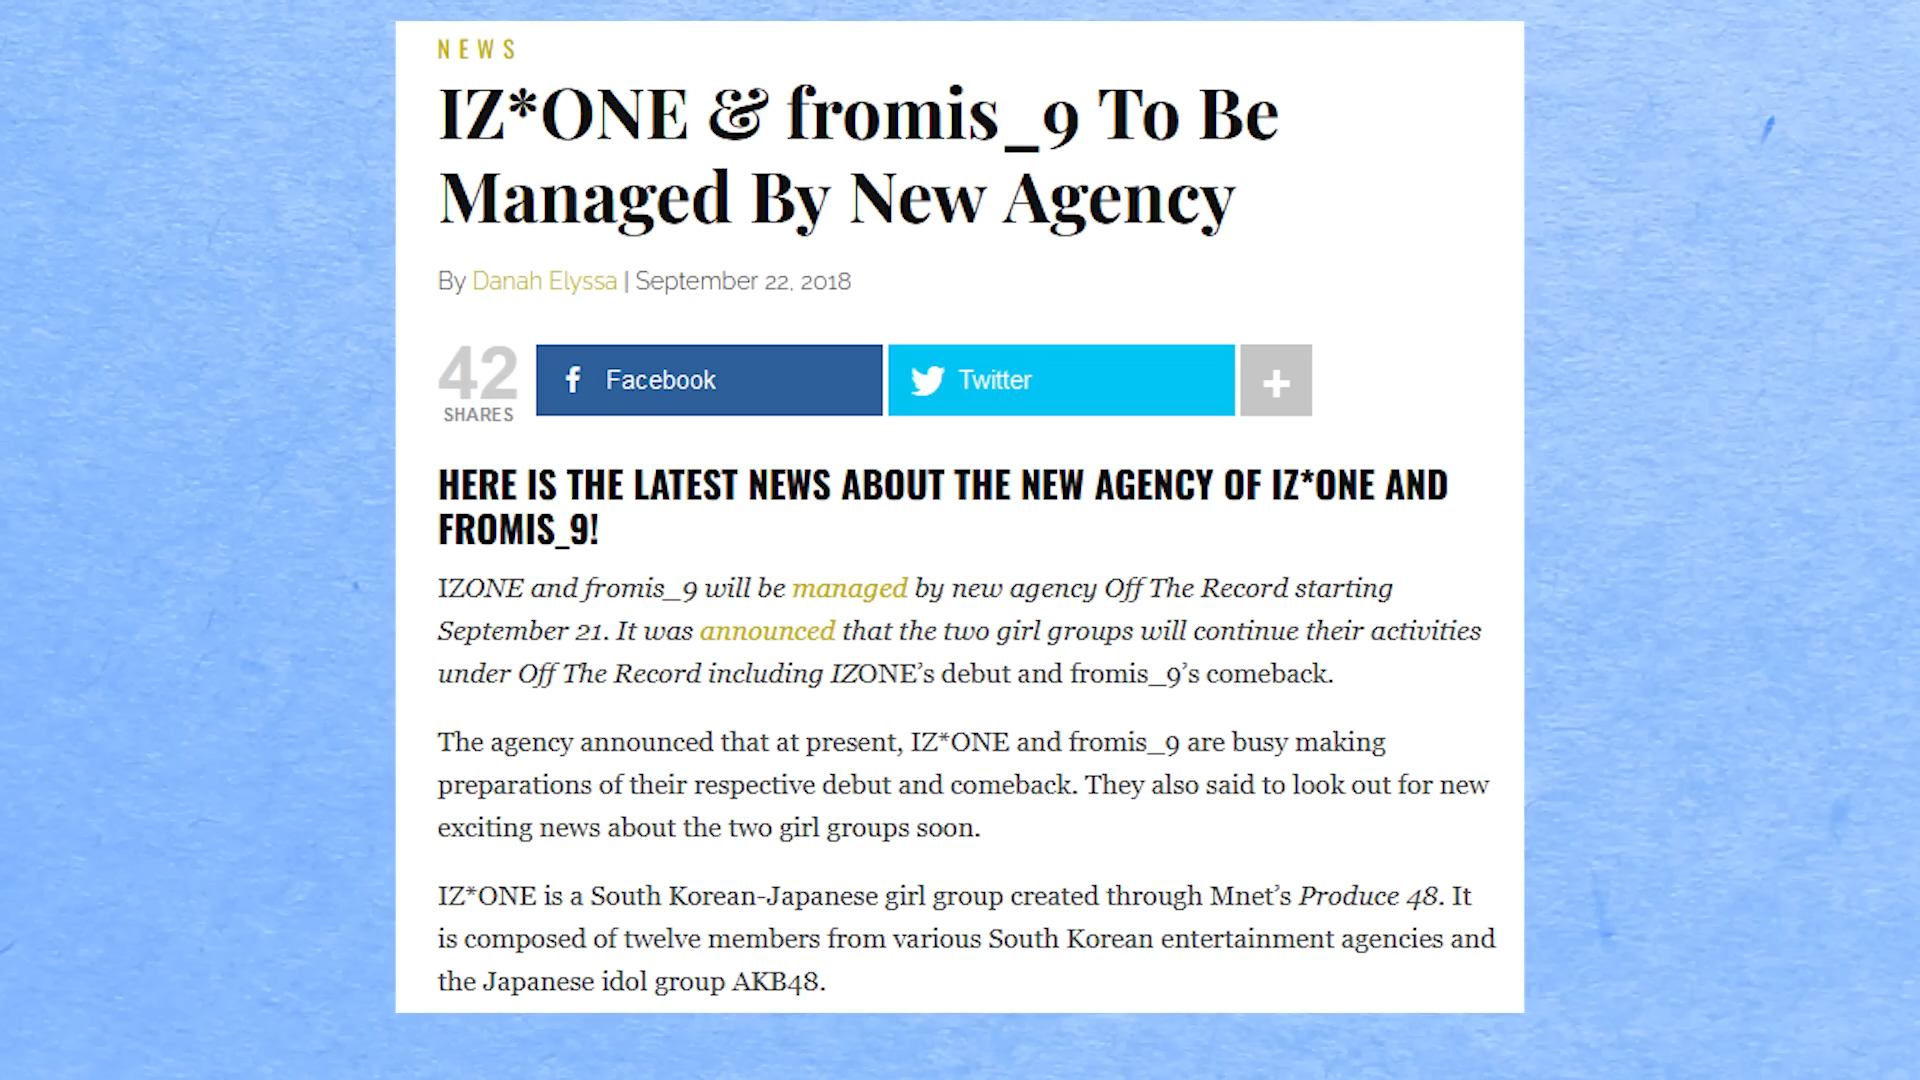 NEWS
IZ*ONE & fromis_9 To Be
Managed By New Agency
By Danah Elyssa | September 22, 2018
42
SHARES
Facebook
Twitter
+
HERE IS THE LATEST NEWS ABOUT THE NEW AGENCY OF IZ*ONE AND
FROMIS_9!
IZONE and fromis_9 will be managed by new agency Off The Record starting
September 21. It was announced that the two girl groups will continue their activities
under Off The Record including IZONE’s debut and fromis_9’s comeback.
The agency announced that at present, IZ*ONE and fromis_9 are busy making
preparations of their respective debut and comeback. They also said to look out for new
exciting news about the two girl groups soon.
IZ*ONE is a South Korean-Japanese girl group created through Mnet’s Produce 48. It
is composed of twelve members from various South Korean entertainment agencies and
the Japanese idol group AKB48.